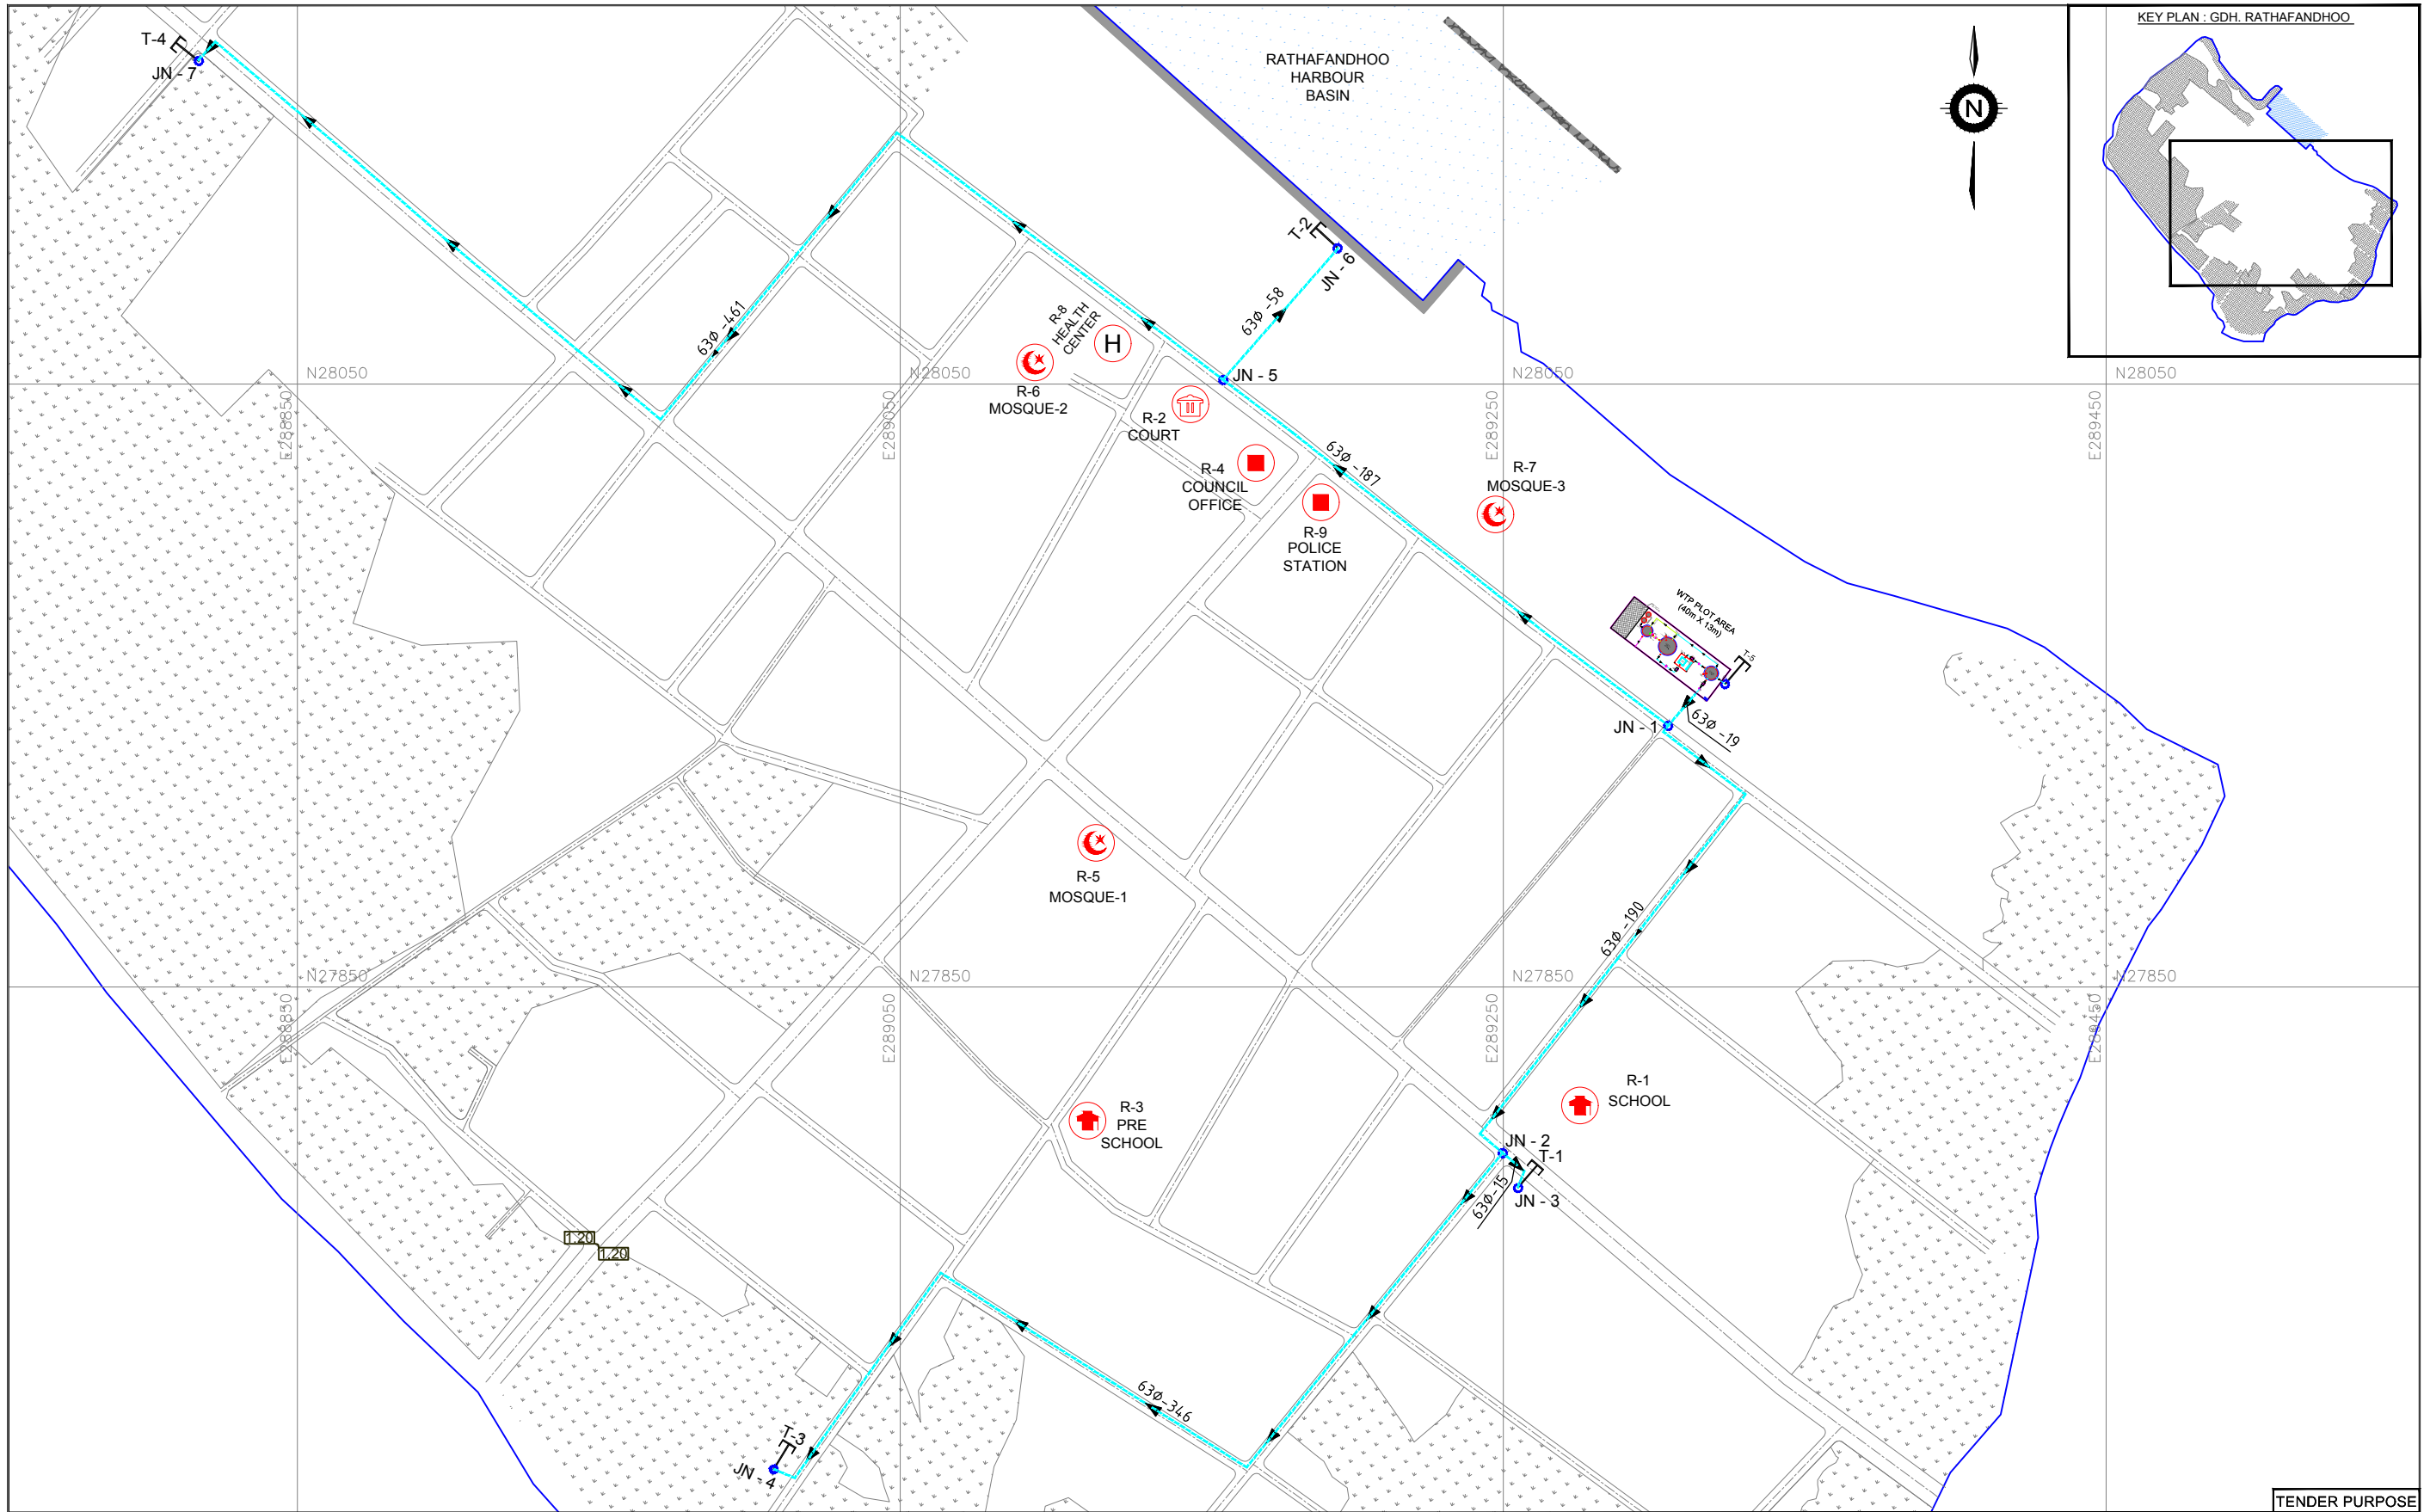 KEY PLAN : GDH. RATHAFANDHOO
T-4
JN - 7
RATHAFANDHOO
HARBOUR
BASIN
N
T-2
JN - 6
63Ø -58
63Ø -461
R-8
HEALTH
CENTER
H
R-6
MOSQUE-2
JN - 5
N28050
N28050
N28050
N28050
E288850
E289050
E289250
E289450
R-2
COURT
63Ø -187
R-4
COUNCIL
OFFICE
R-7
MOSQUE-3
R-9
POLICE
STATION
WTP PLOT AREA
(40m X 13m)
T-5
JN - 1
63Ø -19
R-5
MOSQUE-1
63Ø -190
N27850
N27850
N27850
N27850
E288850
E289050
E289250
E289450
R-1
SCHOOL
R-3
PRE
SCHOOL
JN - 2
T-1
63Ø-15
JN - 3
1.20
1.20
63Ø-346
T-3
JN - 4
TENDER PURPOSE